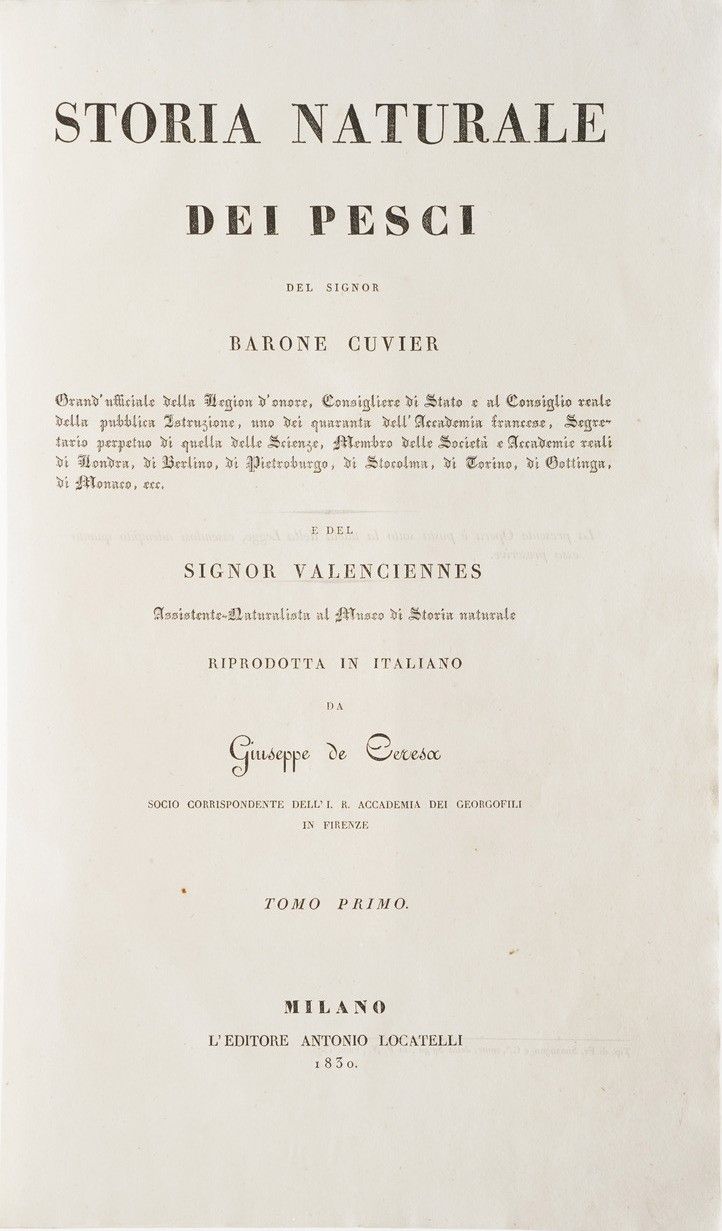 STORIA NATURALE
DEI PESCI
DEL SIGNOR
BARONE CUVIER
Grand'ufficiale della Legion d'onore, Consigliere di Stato e al Consiglio reale
della pubblica Istruzione, uno dei quaranta dell'Accademia francese, Segre-
tario perpetuo di quella delle Scienze, Membro delle Società e Accademie reali
di Londra, di Berlino, di Pietroburgo, di Stocolma, di Torino, di Gottinga,
di Monaco, ecc.
E DEL
SIGNOR VALENCIENNES
Assistente-Naturalista al Museo di Storia naturale
RIPRODOTTA IN ITALIANO
DA
Giuseppe de Ceresa
SOCIO CORRISPONDENTE DELL'I. R. ACCADEMIA DEI GEORGOFILI
IN FIRENZE
TOMO PRIMO.
MILANO
L'EDITORE ANTONIO LOCATELLI
1830.